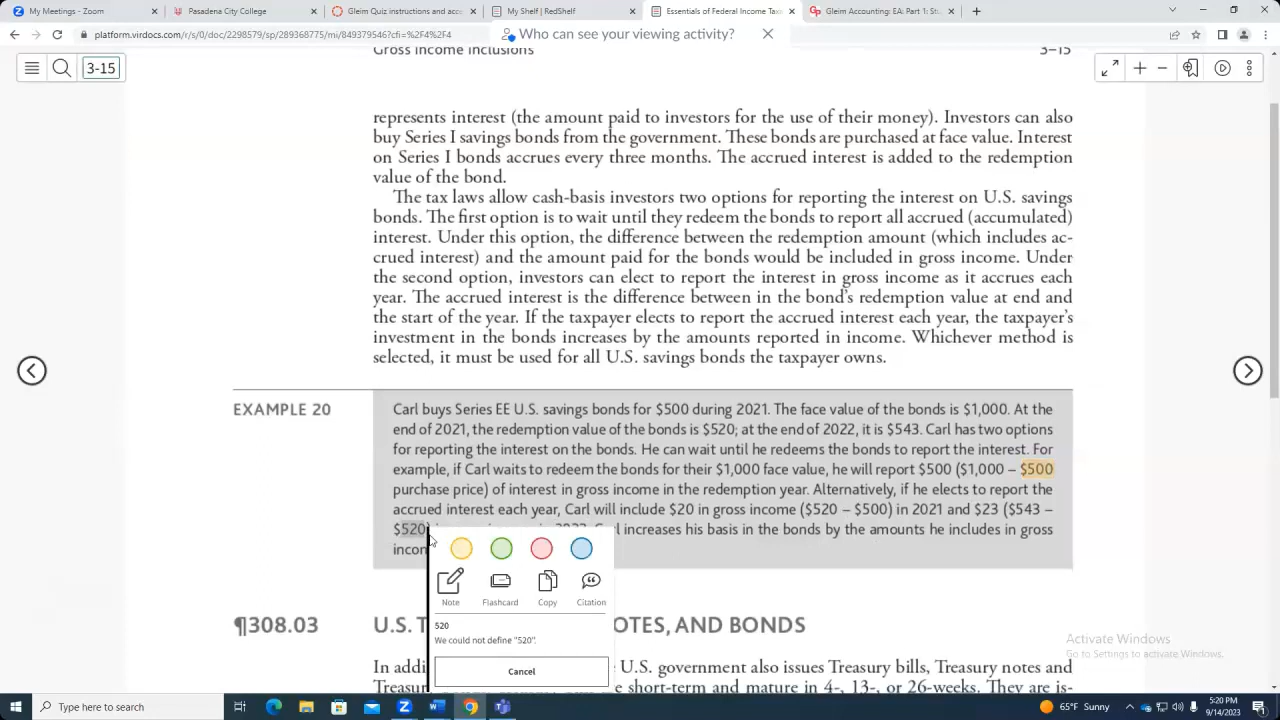 My Meetings - Zoom
Pasadena City College
Gleim Quiz instructions and acce
My Shelf | RedShelf
Essentials of Federal Income Tax
Gleim Accounting: EA: Part 1: St
platform.virdocs.com/r/s/0/doc/2298579/sp/289368775/mi/849379546?cfi=%2F4%2F4
Who can see your viewing activity?
Gross Income Inclusions
3–15
3-15
represents interest (the amount paid to investors for the use of their money). Investors can also
buy Series I savings bonds from the government. These bonds are purchased at face value. Interest
on Series I bonds accrues every three months. The accrued interest is added to the redemption
value of the bond.
The tax laws allow cash-basis investors two options for reporting the interest on U.S. savings
bonds. The first option is to wait until they redeem the bonds to report all accrued (accumulated)
interest. Under this option, the difference between the redemption amount (which includes ac-
crued interest) and the amount paid for the bonds would be included in gross income. Under
the second option, investors can elect to report the interest in gross income as it accrues each
year. The accrued interest is the difference between in the bond's redemption value at end and
the start of the year. If the taxpayer elects to report the accrued interest each year, the taxpayer's
investment in the bonds increases by the amounts reported in income. Whichever method is
selected, it must be used for all U.S. savings bonds the taxpayer owns.
EXAMPLE 20
Carl buys Series EE U.S. savings bonds for $500 during 2021. The face value of the bonds is $1,000. At the
end of 2021, the redemption value of the bonds is $520; at the end of 2022, it is $543. Carl has two options
for reporting the interest on the bonds. He can wait until he redeems the bonds to report the interest. For
example, if Carl waits to redeem the bonds for their $1,000 face value, he will report $500 ($1,000 – $500
purchase price) of interest in gross income in the redemption year. Alternatively, if he elects to report the
accrued interest each year, Carl will include $20 in gross income ($520 – $500) in 2021 and $23 ($543 –
$520) increases his basis in the bonds by the amounts he includes in gross
incom
Note
Flashcard
Copy
Citation
520
We could not define "520".
Cancel
¶308.03
U.S. T OTES, AND BONDS
In addi U.S. government also issues Treasury bills, Treasury notes and
Treasur e short-term and mature in 4-, 13-, or 26-weeks. They are is-
Activate Windows
Go to Settings to activate Windows.
Type here to search
65°F Sunny
5:20 PM
9/14/2023